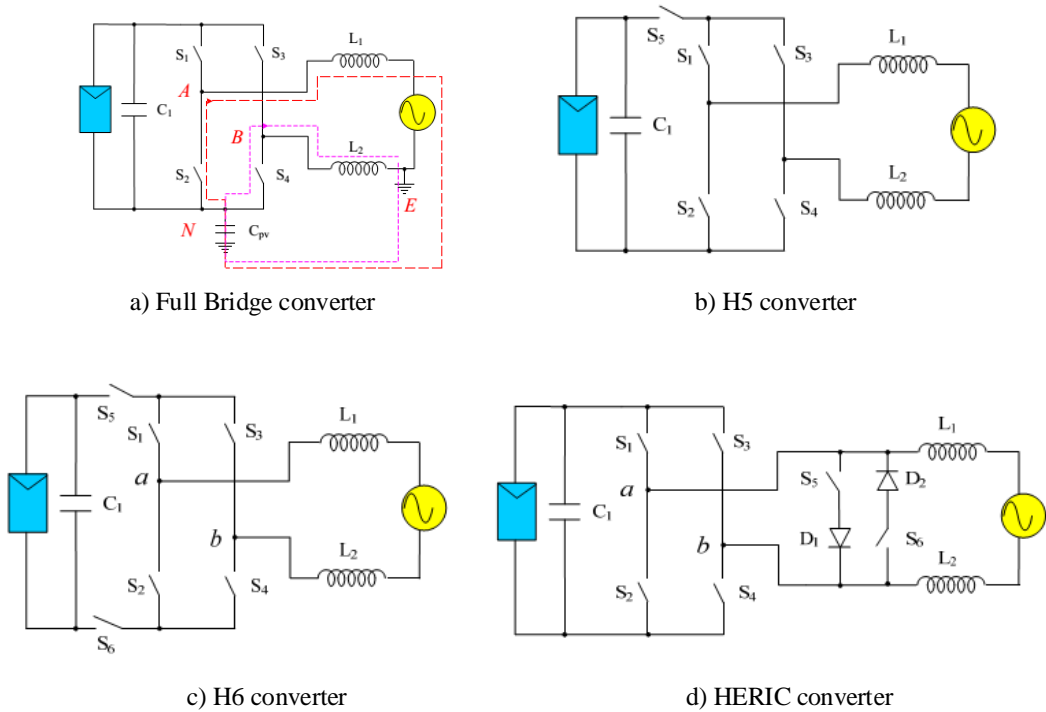 S₁
S₃
L₁
A
C₁
B
S₂
S₄
L₂
E
N
Cₚᵥ
a) Full Bridge converter
S₅
S₁
S₃
L₁
C₁
S₂
S₄
L₂
b) H5 converter
S₅
S₁
S₃
L₁
a
C₁
b
S₂
S₄
L₂
S₆
c) H6 converter
S₁
S₃
L₁
a
C₁
S₅
D₂
b
D₁
S₆
S₂
S₄
L₂
d) HERIC converter